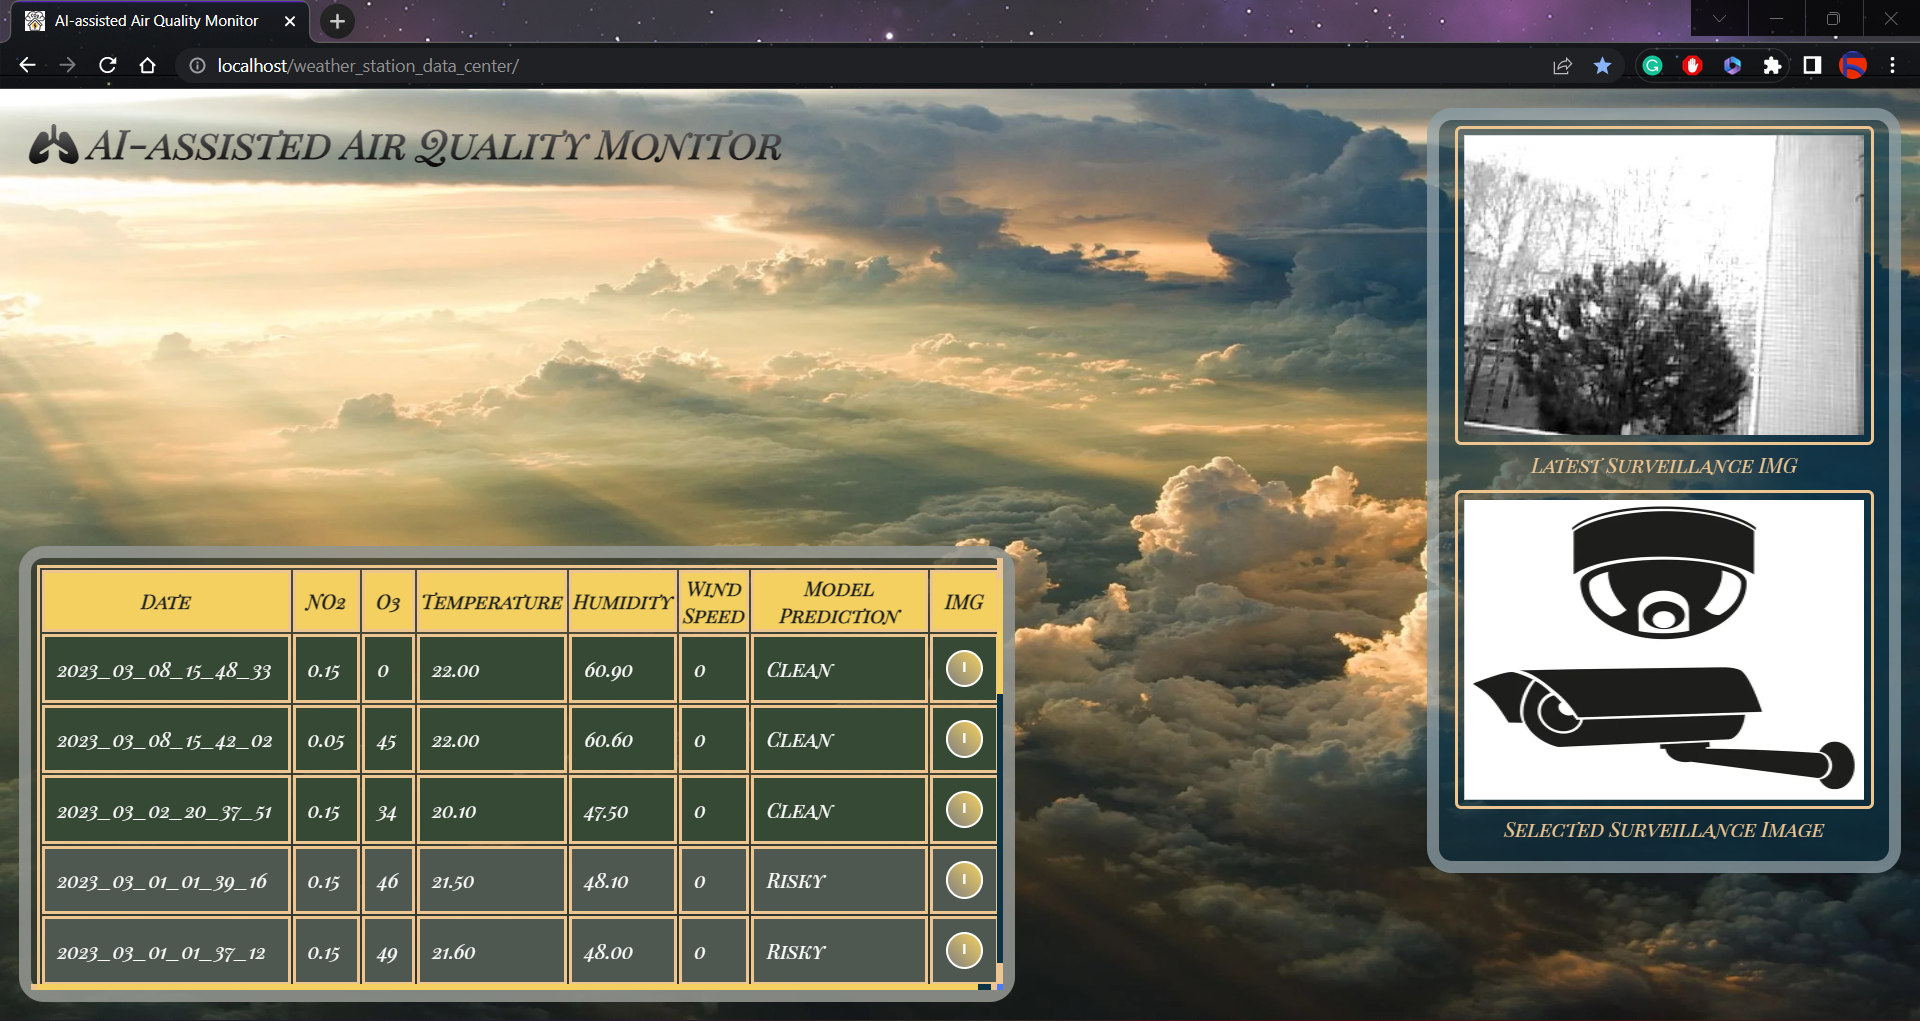 AI-assisted Air Quality Monitor
localhost/weather_station_data_center/
AI-assisted Air Quality Monitor
Latest Surveillance IMG
Selected Surveillance Image
Date NO2 O3 Temperature Humidity Wind Speed Model Prediction IMG
2023_03_08_15_48_33 0.15 0 22.00 60.90 0 Clean
2023_03_08_15_42_02 0.05 45 22.00 60.60 0 Clean
2023_03_02_20_37_51 0.15 34 20.10 47.50 0 Clean
2023_03_01_01_39_16 0.15 46 21.50 48.10 0 Risky
2023_03_01_01_37_12 0.15 49 21.60 48.00 0 Risky